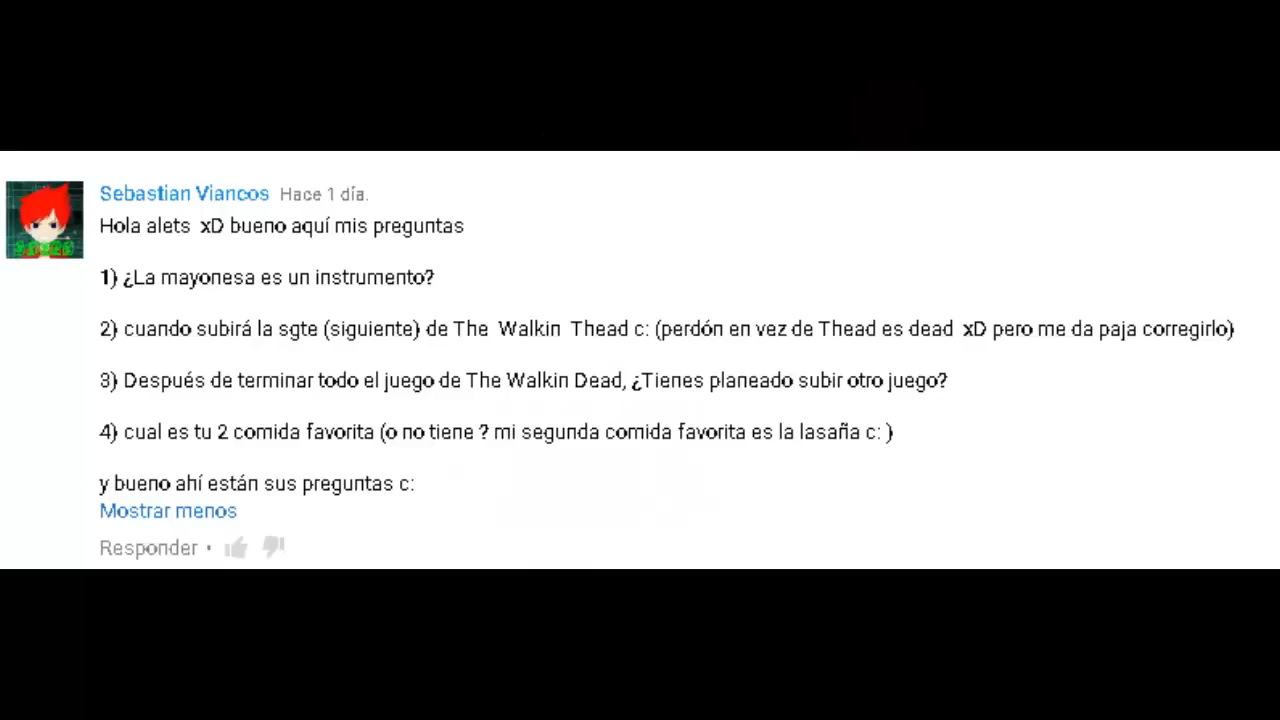 Sebastian Viancos Hace 1 día.
Hola alets xD bueno aquí mis preguntas
1) ¿La mayonesa es un instrumento?
2) cuando subirá la sgte (siguiente) de The Walkin Thead c: (perdón en vez de Thead es dead xD pero me da paja corregirlo)
3) Después de terminar todo el juego de The Walkin Dead, ¿Tienes planeado subir otro juego?
4) cual es tu 2 comida favorita (o no tiene ? mi segunda comida favorita es la lasaña c: )
y bueno ahí están sus preguntas c:
Mostrar menos
Responder •